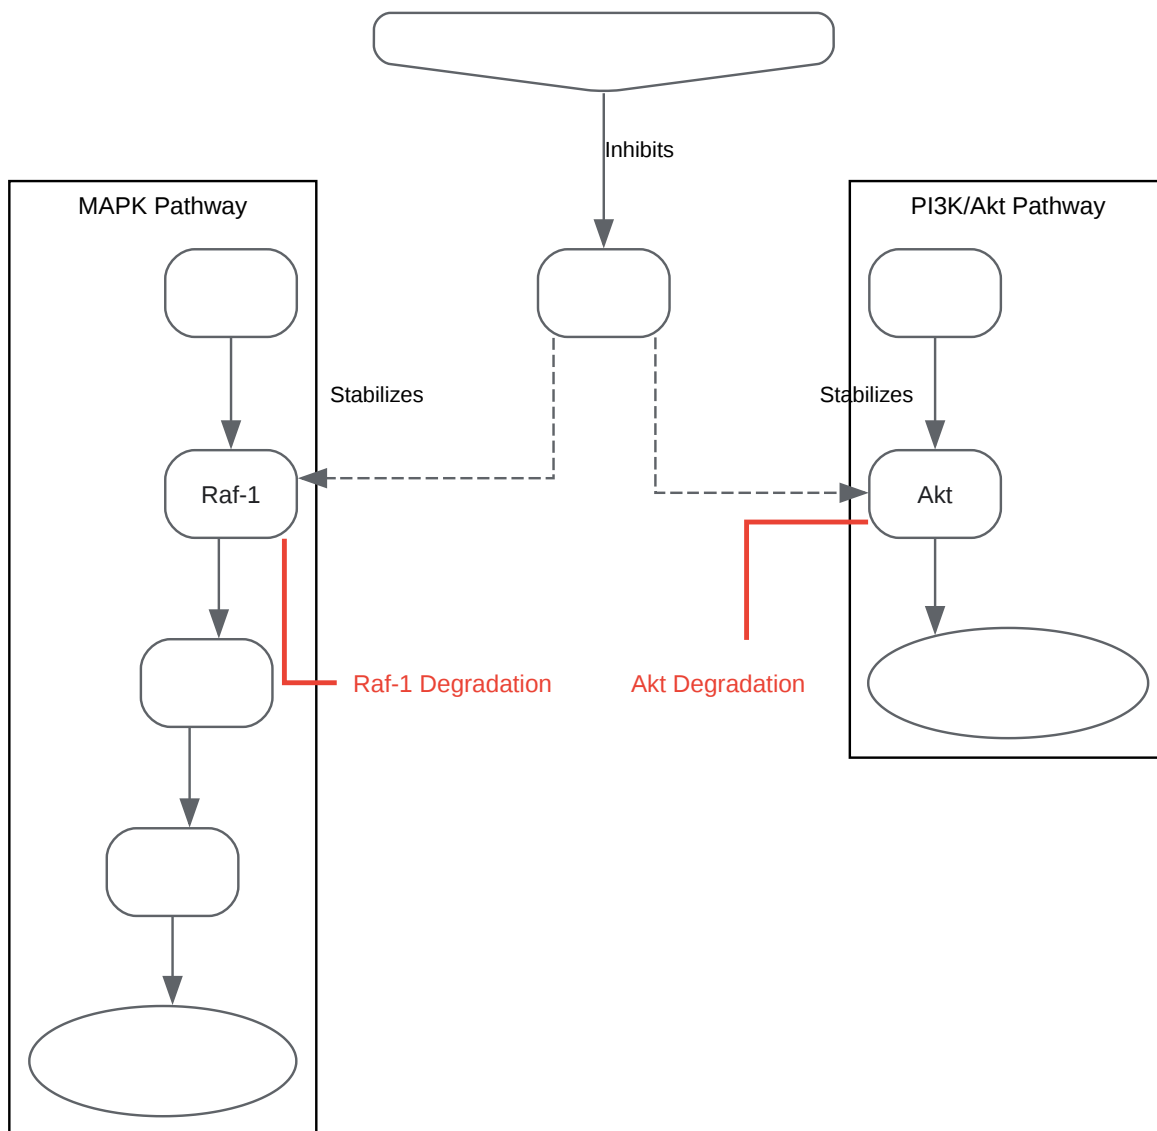 Inhibits
MAPK Pathway
PI3K/Akt Pathway
Stabilizes
Stabilizes
Raf-1
Akt
Raf-1 Degradation
Akt Degradation